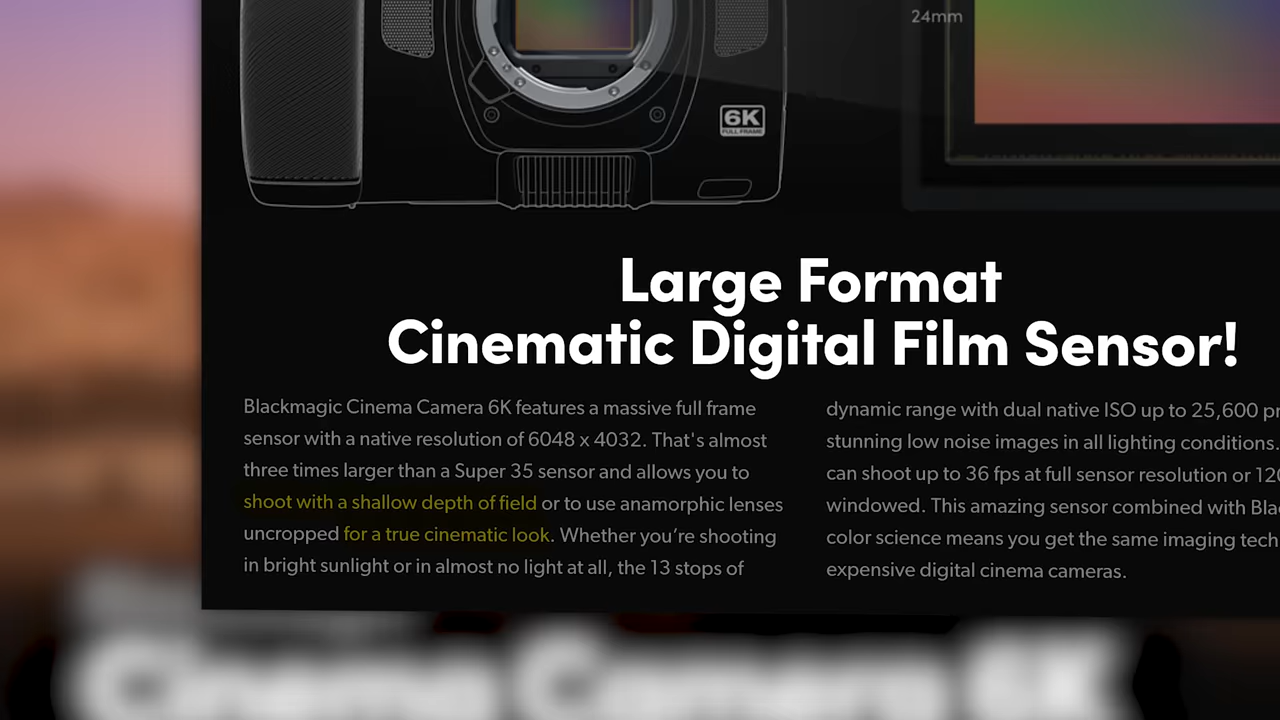 24mm
6K
FULL FRAME
Large Format
Cinematic Digital Film Sensor!
Blackmagic Cinema Camera 6K features a massive full frame
sensor with a native resolution of 6048 x 4032. That's almost
three times larger than a Super 35 sensor and allows you to
shoot with a shallow depth of field or to use anamorphic lenses
uncropped for a true cinematic look. Whether you're shooting
in bright sunlight or in almost no light at all, the 13 stops of
dynamic range with dual native ISO up to 25,600
stunning low noise images in all lighting conditions.
can shoot up to 36 fps at full sensor resolution or
windowed. This amazing sensor combined with
color science means you get the same imaging
expensive digital cinema cameras.
Cinema Camera 6K